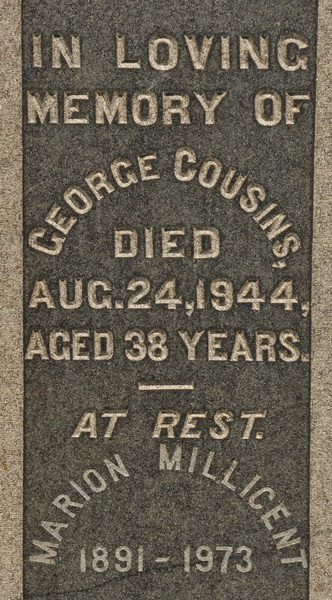 IN LOVING
MEMORY OF
GEORGE COUSINS,
DIED
AUG. 24, 1944,
AGED 38 YEARS.
AT REST.
MARION MILLICENT
1891 - 1973